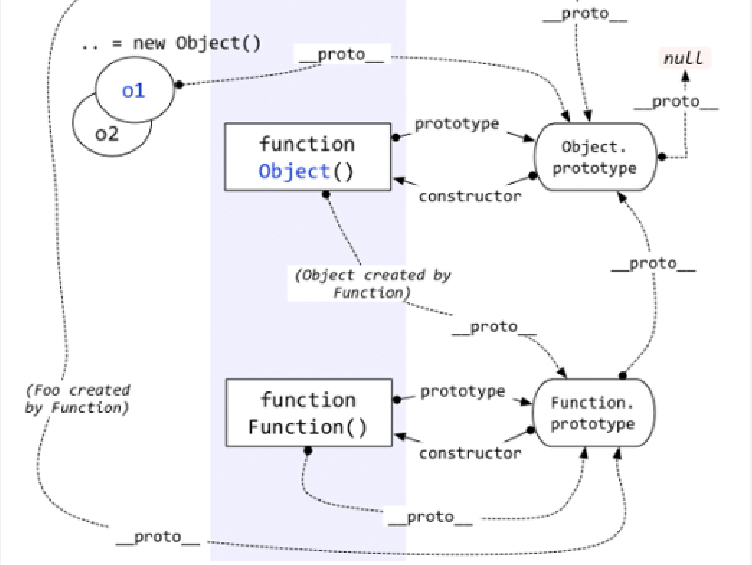 __proto__
.. = new Object()
__proto__
null
o1
__proto__
o2
function
Object()
prototype
Object.
prototype
constructor
(Object created by
Function)
__proto__
__proto__
(Foo created
by Function)
function
Function()
prototype
Function.
prototype
constructor
__proto__
__proto__